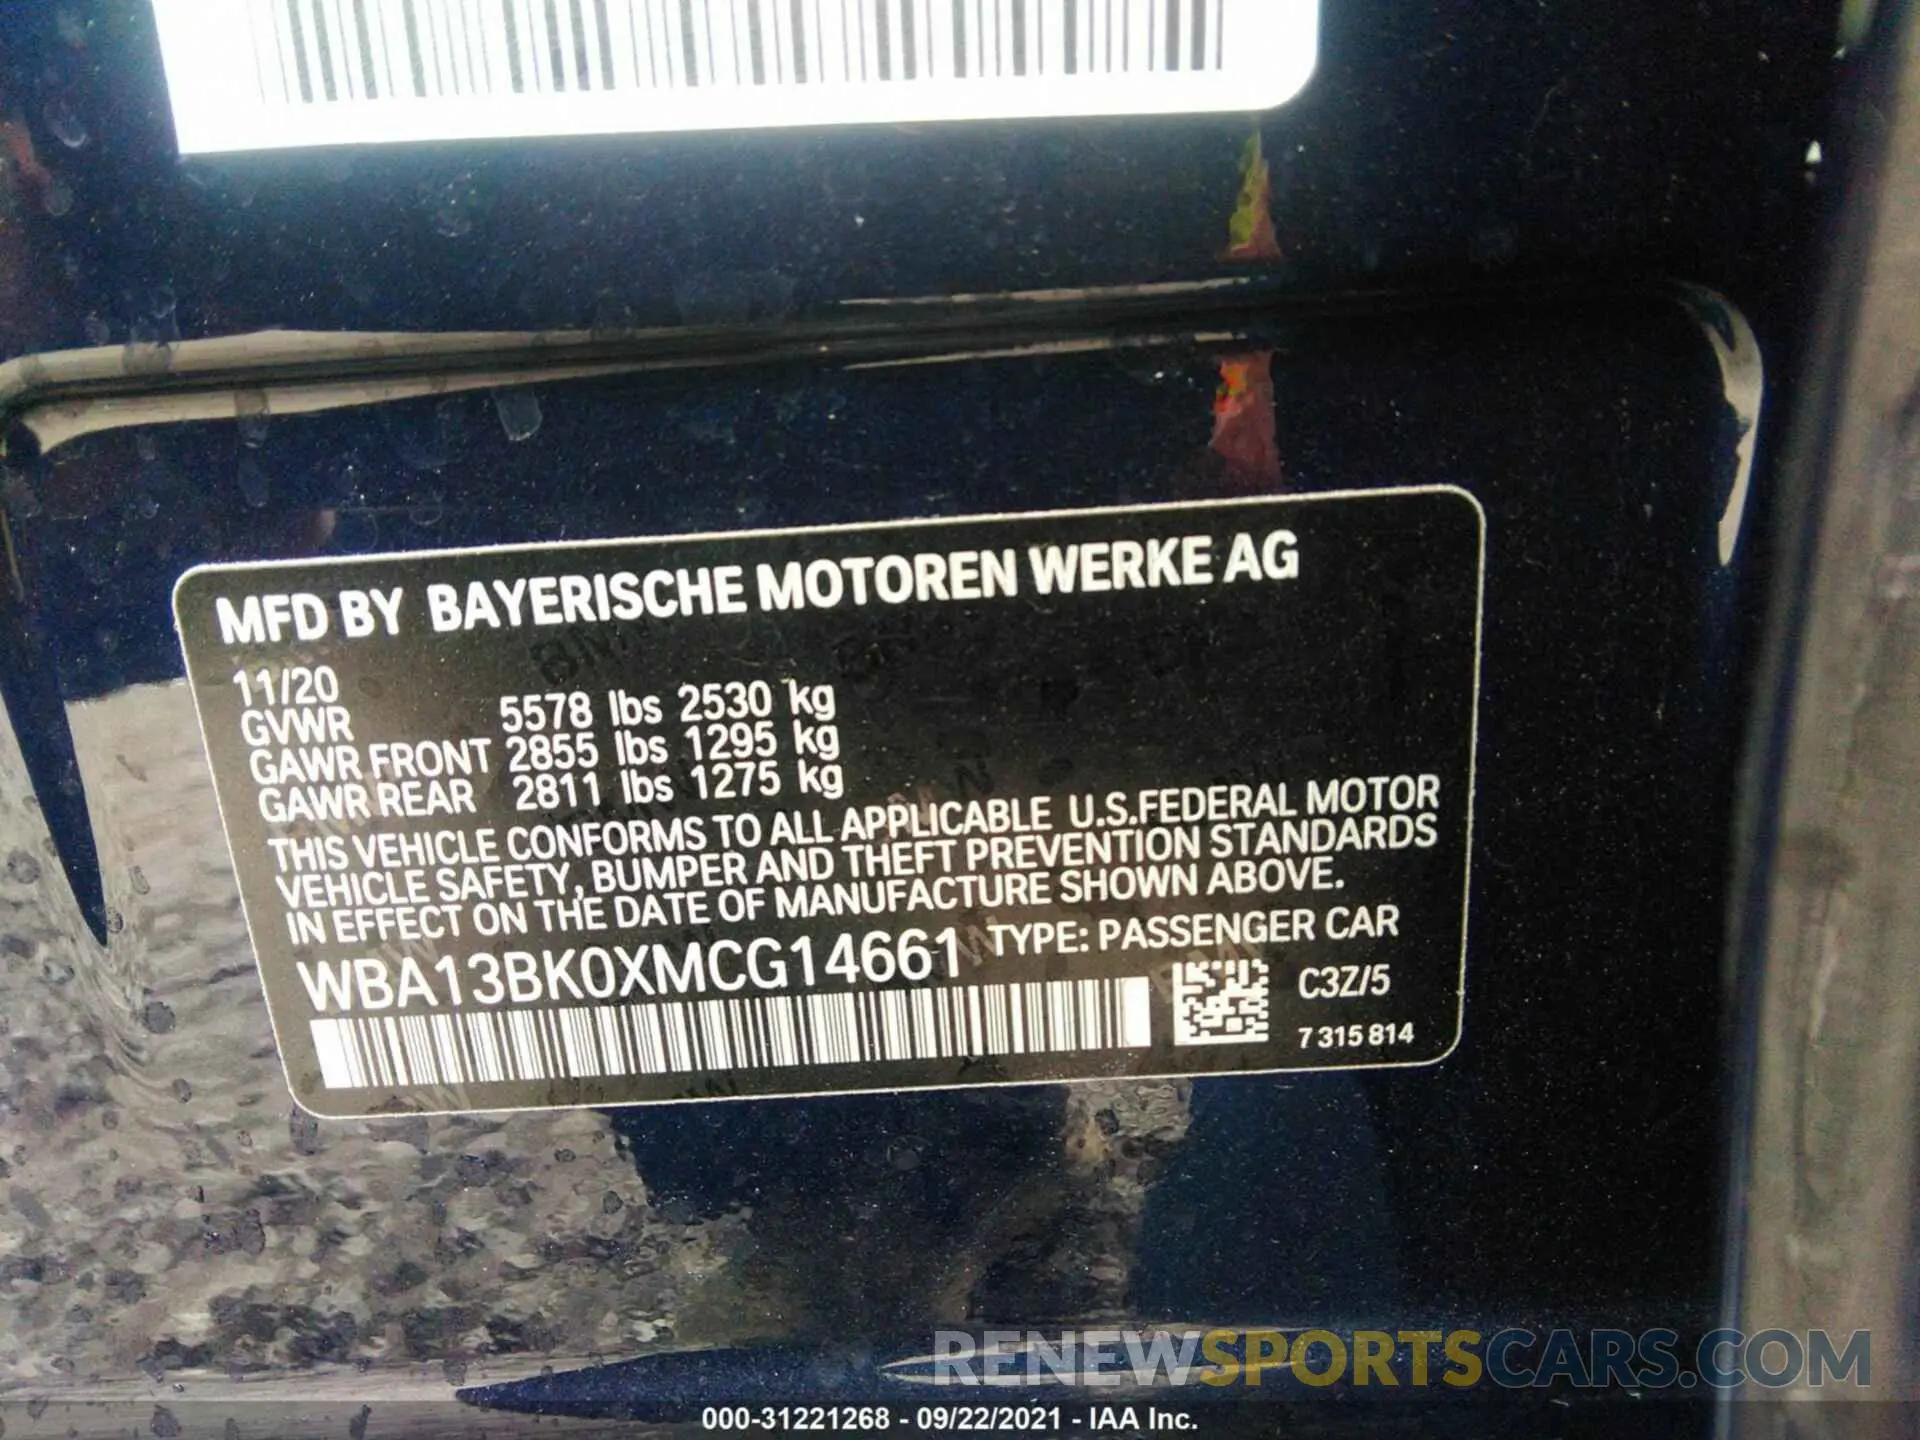 MFD BY BAYERISCHE MOTOREN WERKE AG
11/20
GVWR 5578 lbs 2530 kg
GAWR FRONT 2855 lbs 1295 kg
GAWR REAR 2811 lbs 1275 kg
THIS VEHICLE CONFORMS TO ALL APPLICABLE U.S.FEDERAL MOTOR
VEHICLE SAFETY, BUMPER AND THEFT PREVENTION STANDARDS
IN EFFECT ON THE DATE OF MANUFACTURE SHOWN ABOVE.
WBA13BK0XMCG14661 TYPE: PASSENGER CAR
C3Z/5
7 315 814
RENEWSPORTSCARS.COM
000-31221268 - 09/22/2021 - IAA Inc.